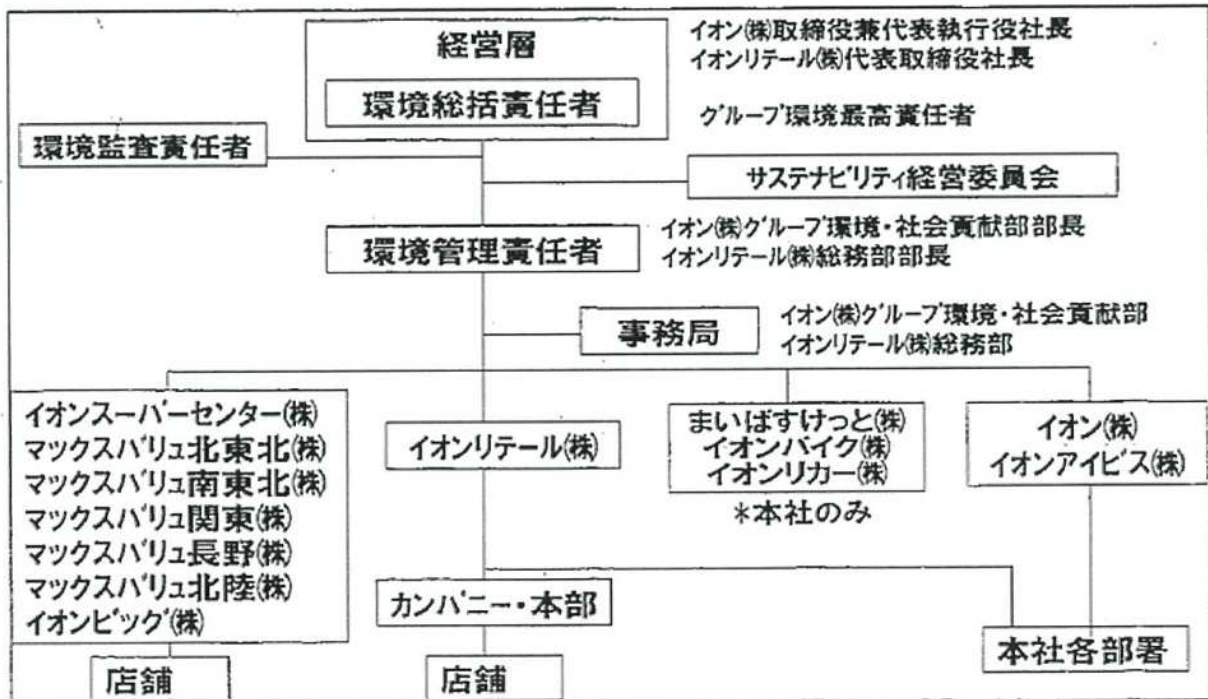 経営層
イオン㈱取締役兼代表執行役社長
イオンリテール㈱代表取締役社長
環境総括責任者
グループ環境最高責任者
環境監査責任者
サステナビリティ経営委員会
環境管理責任者
イオン㈱グループ環境・社会貢献部部長
イオンリテール㈱総務部部長
事務局
イオン㈱グループ環境・社会貢献部
イオンリテール㈱総務部
イオンスーパーセンター㈱
マックスバリュ北東北㈱
マックスバリュ南東北㈱
マックスバリュ関東㈱
マックスバリュ長野㈱
マックスバリュ北陸㈱
イオンビッグ㈱
イオンリテール㈱
まいばすけっと㈱
イオンバイク㈱
イオンリカー㈱
*本社のみ
イオン㈱
イオンアイビス㈱
カンパニー・本部
本社各部署
店舗
店舗